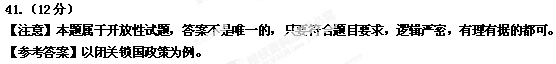 41.（12分）
【注意】本题属于开放性试题，答案不是唯一的，只要符合题目要求，逻辑严密，有理有据的都可。
【参考答案】以闭关锁国政策为例。